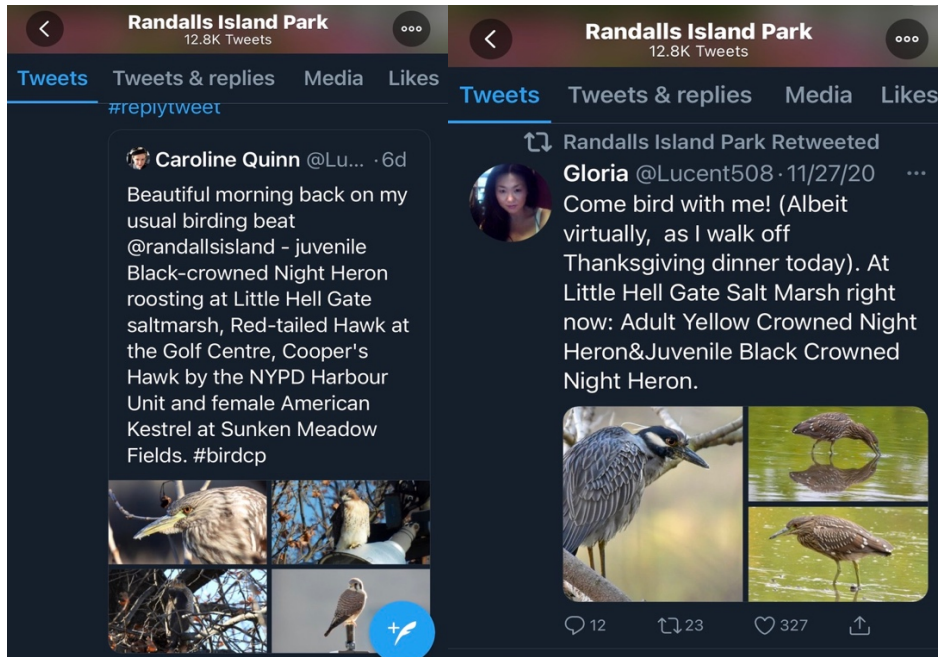 Randalls Island Park
12.8K Tweets
Tweets Tweets & replies Media Likes
#replytweet
Caroline Quinn @Lu... · 6d
Beautiful morning back on my
usual birding beat
@randallsisland - juvenile
Black-crowned Night Heron
roosting at Little Hell Gate
saltmarsh, Red-tailed Hawk at
the Golf Centre, Cooper's
Hawk by the NYPD Harbour
Unit and female American
Kestrel at Sunken Meadow
Fields. #birdcp
Randalls Island Park
12.8K Tweets
Tweets Tweets & replies Media Likes
Randalls Island Park Retweeted
Gloria @Lucent508 · 11/27/20
Come bird with me! (Albeit
virtually, as I walk off
Thanksgiving dinner today). At
Little Hell Gate Salt Marsh right
now: Adult Yellow Crowned Night
Heron&Juvenile Black Crowned
Night Heron.
12 23 327